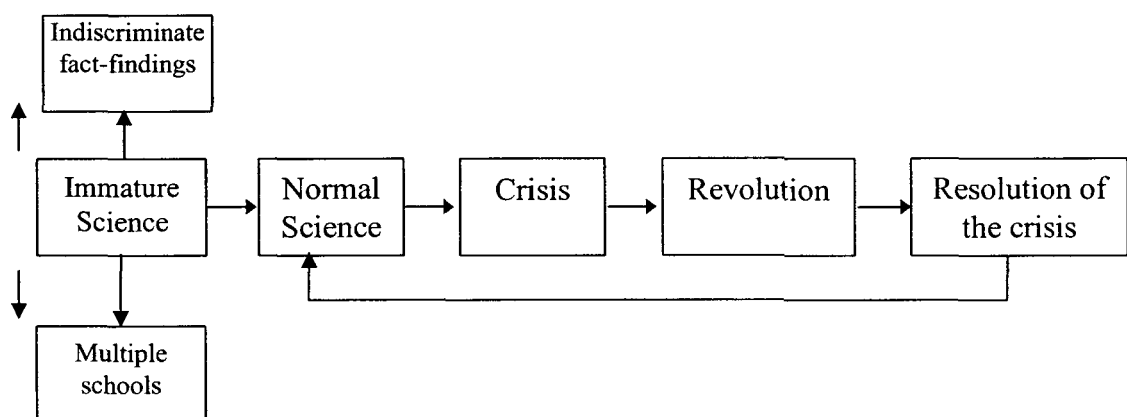 Indiscriminate
fact-findings
Immature
Science
Normal
Science
Crisis
Revolution
Resolution of
the crisis
Multiple
schools